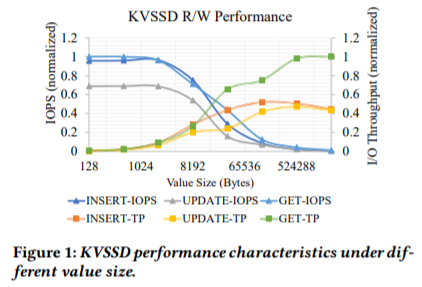 KVSSD R/W Performance
1.2 1.2
1 1
0.8 0.8
0.6 0.6
0.4 0.4
0.2 0.2
0 0
IOPS (normalized)
I/O Throughput (normalized)
128 1024 8192 65536 524288
Value Size (Bytes)
INSERT-IOPS UPDATE-IOPS GET-IOPS
INSERT-TP UPDATE-TP GET-TP
Figure 1: KVSSD performance characteristics under dif-
ferent value size.